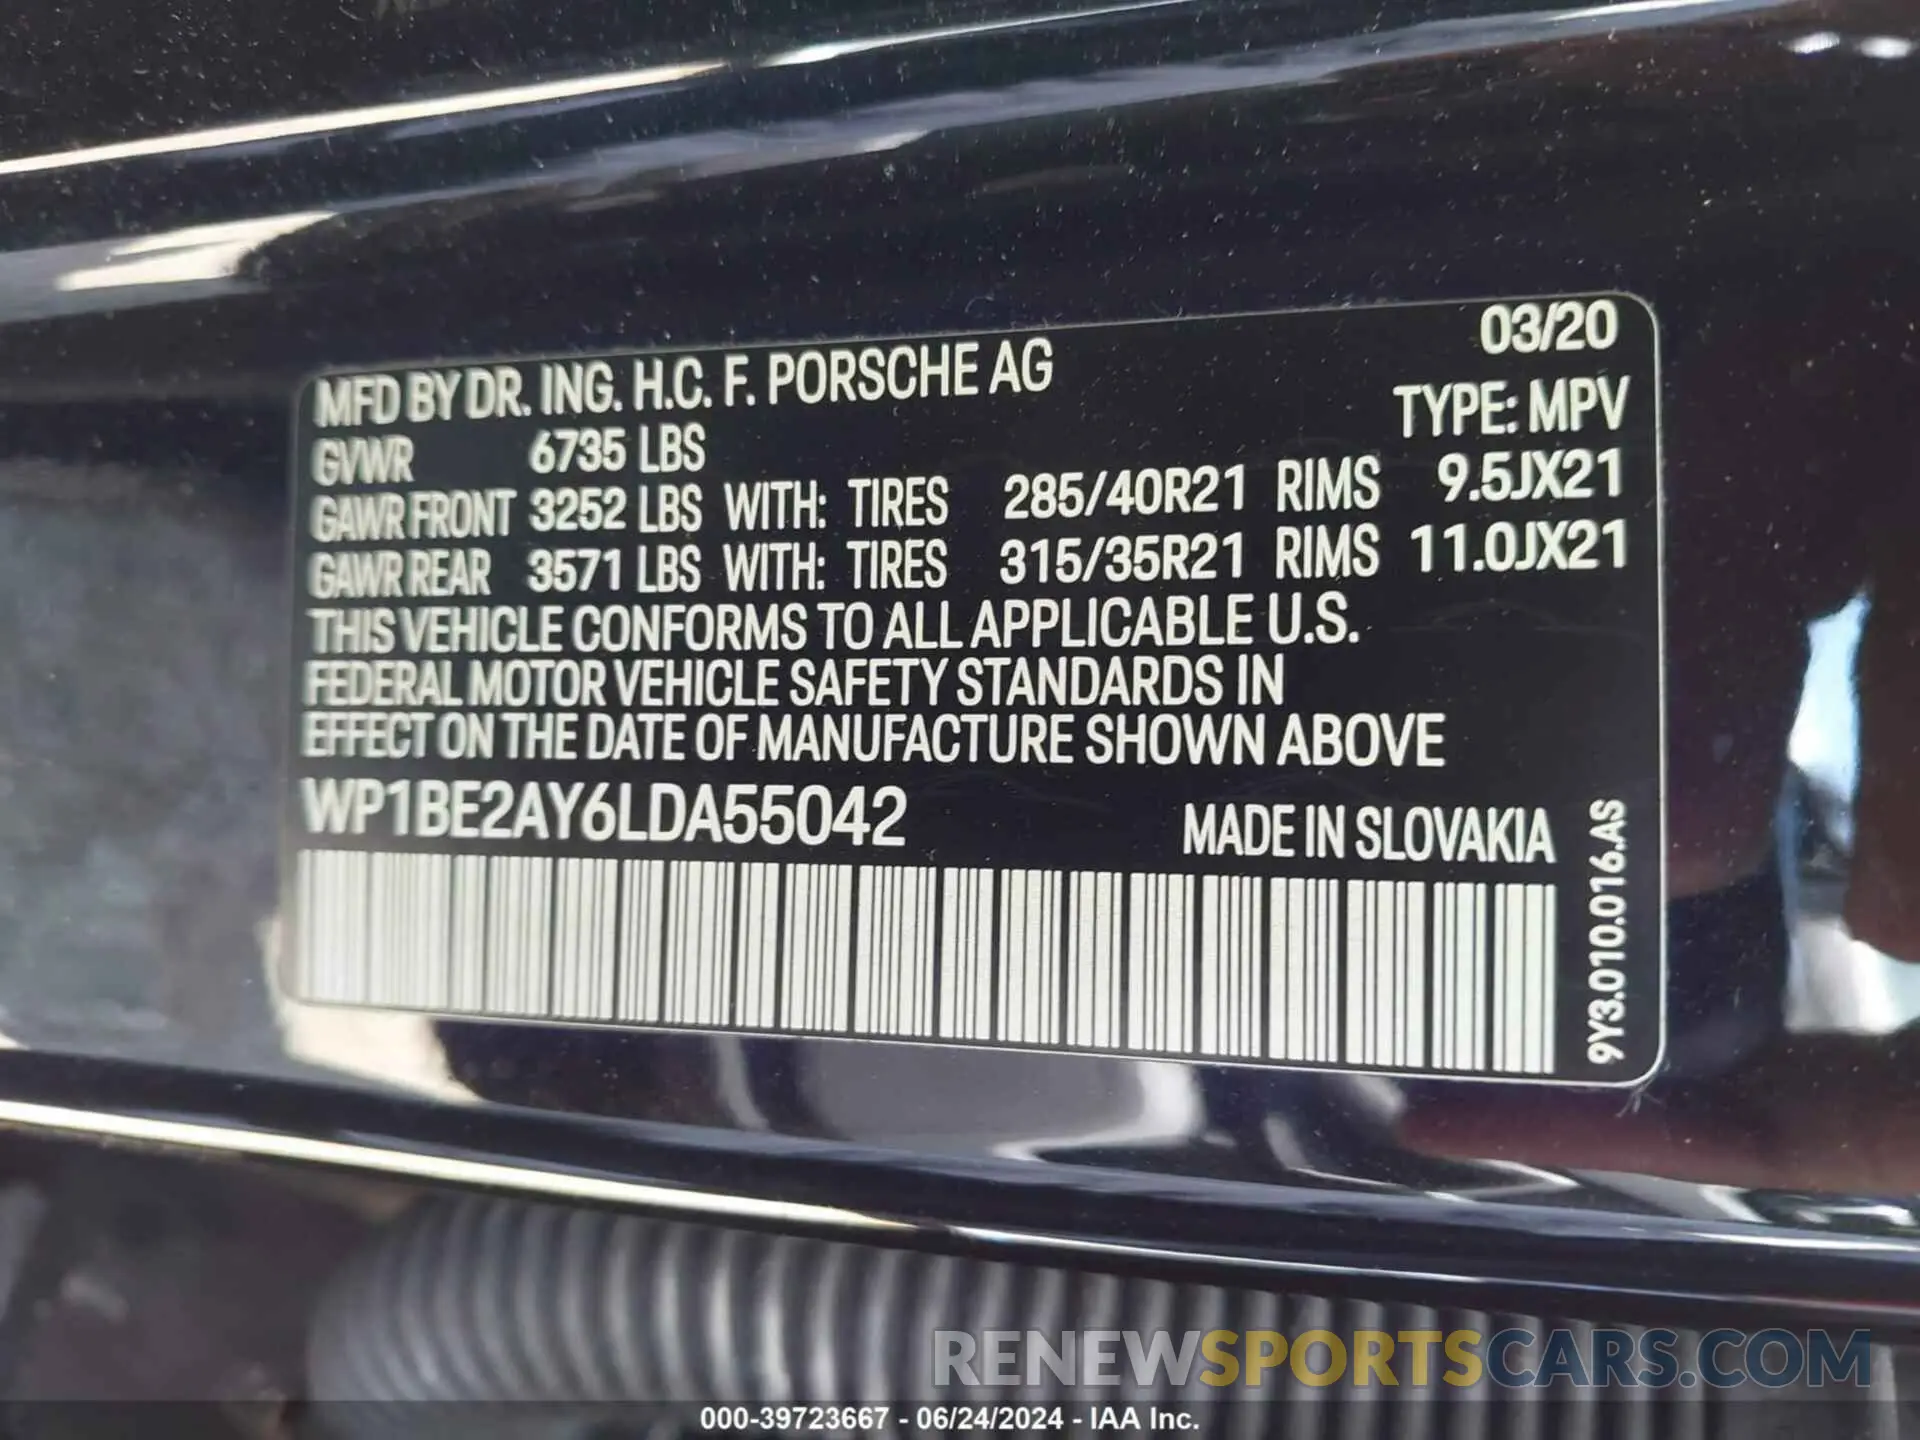 03/20
MFD BY DR. ING. H.C. F. PORSCHE AG
TYPE: MPV
GVWR 6735 LBS
GAWR FRONT 3252 LBS WITH: TIRES 285/40R21 RIMS 9.5JX21
GAWR REAR 3571 LBS WITH: TIRES 315/35R21 RIMS 11.0JX21
THIS VEHICLE CONFORMS TO ALL APPLICABLE U.S.
FEDERAL MOTOR VEHICLE SAFETY STANDARDS IN
EFFECT ON THE DATE OF MANUFACTURE SHOWN ABOVE
WP1BE2AY6LDA55042
MADE IN SLOVAKIA
9Y3.010.016.AS
RENEWSPORTSCARS.COM
000-39723667 - 06/24/2024 - IAA Inc.